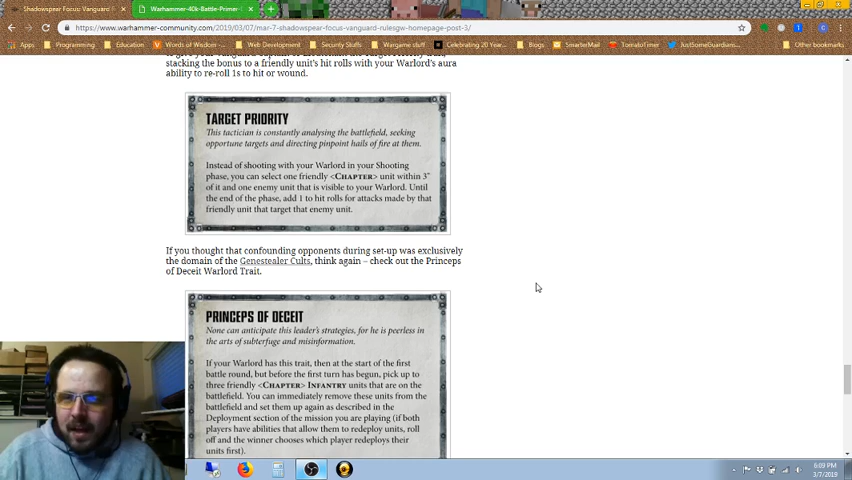 Shadowspear Focus: Vanguard
Warhammer-40k-Battle-Primer-
https://www.warhammer-community.com/2019/03/07/mar-7-shadowspear-focus-vanguard-rulesgw-homepage-post-3/
Apps Programming Education Words of Wisdom - Web Development Security Stuffs Wargame stuff Celebrating 20 Year... Blogs SmarterMail TomatoTimer JustSomeGuardians... Other bookmarks
stacking the bonus to a friendly unit's hit rolls with your Warlord's aura
ability to re-roll 1s to hit or wound.
TARGET PRIORITY
This tactician is constantly analysing the battlefield, seeking
opportune targets and directing pinpoint hails of fire at them.
Instead of shooting with your Warlord in your Shooting
phase, you can select one friendly <CHAPTER> unit within 3"
of it and one enemy unit that is visible to your Warlord. Until
the end of the phase, add 1 to hit rolls for attacks made by that
friendly unit that target that enemy unit.
If you thought that confounding opponents during set-up was exclusively
the domain of the Genestealer Cults, think again – check out the Princeps
of Deceit Warlord Trait.
PRINCEPS OF DECEIT
None can anticipate this leader's strategies, for he is peerless in
the arts of subterfuge and misinformation.
If your Warlord has this trait, then at the start of the first
battle round, but before the first turn has begun, pick up to
three friendly <CHAPTER> INFANTRY units that are on the
battlefield. You can immediately remove these units from the
battlefield and set them up again as described in the
Deployment section of the mission you are playing (if both
players have abilities that allow them to redeploy units, roll
off and the winner chooses which player redeploys their
units first).
6:09 PM
3/7/2019